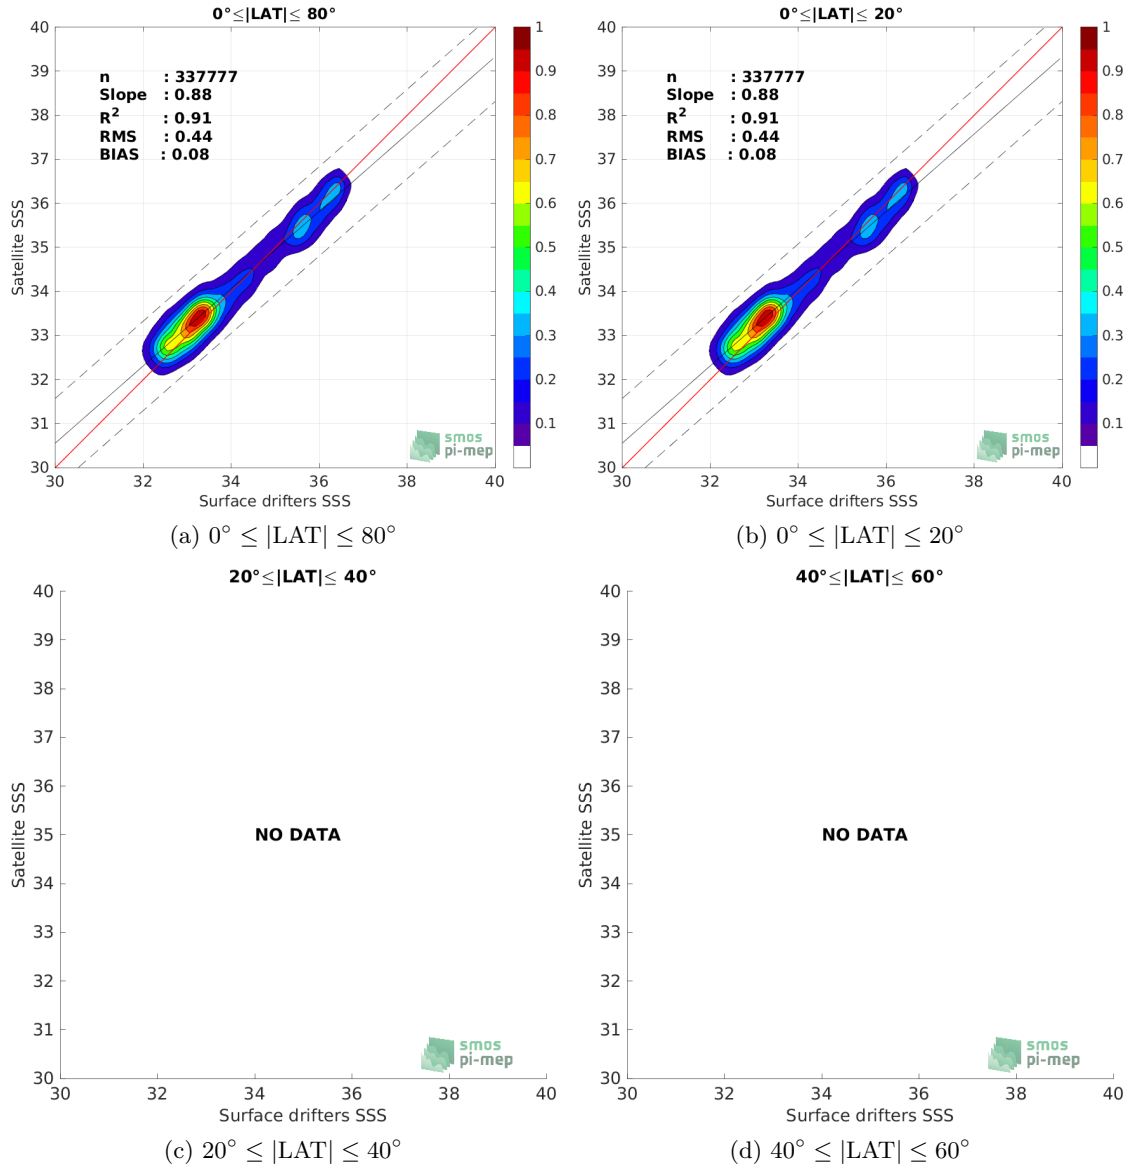 0°≤|LAT|≤ 80°
40
39
38
37
36
35
34
33
32
31
30
Satellite SSS
n : 337777
Slope : 0.88
R² : 0.91
RMS : 0.44
BIAS : 0.08
smos
pi-mep
30 32 34 36 38 40
Surface drifters SSS
1
0.9
0.8
0.7
0.6
0.5
0.4
0.3
0.2
0.1
(a) 0° ≤ |LAT| ≤ 80°
0°≤|LAT|≤ 20°
40
39
38
37
36
35
34
33
32
31
30
Satellite SSS
n : 337777
Slope : 0.88
R² : 0.91
RMS : 0.44
BIAS : 0.08
smos
pi-mep
30 32 34 36 38 40
Surface drifters SSS
1
0.9
0.8
0.7
0.6
0.5
0.4
0.3
0.2
0.1
(b) 0° ≤ |LAT| ≤ 20°
20°≤|LAT|≤ 40°
40
39
38
37
36
35
34
33
32
31
30
Satellite SSS
NO DATA
smos
pi-mep
30 32 34 36 38 40
Surface drifters SSS
(c) 20° ≤ |LAT| ≤ 40°
40°≤|LAT|≤ 60°
40
39
38
37
36
35
34
33
32
31
30
Satellite SSS
NO DATA
smos
pi-mep
30 32 34 36 38 40
Surface drifters SSS
(d) 40° ≤ |LAT| ≤ 60°